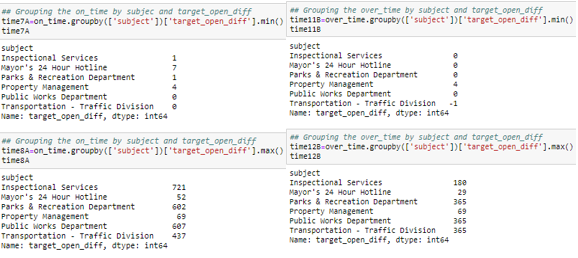 ## Grouping the on_time by subjec and target_open_diff
time7A=on_time.groupby(['subject'])['target_open_diff'].min()
time7A
subject
Inspectional Services 1
Mayor's 24 Hour Hotline 7
Parks & Recreation Department 1
Property Management 4
Public Works Department 0
Transportation - Traffic Division 0
Name: target_open_diff, dtype: int64
## Grouping the on_time by subject and target_open_diff
time8A=on_time.groupby(['subject'])['target_open_diff'].max()
time8A
subject
Inspectional Services 721
Mayor's 24 Hour Hotline 52
Parks & Recreation Department 602
Property Management 69
Public Works Department 607
Transportation - Traffic Division 437
Name: target_open_diff, dtype: int64
## Grouping the over_time by subject and target_open_diff
time11B=over_time.groupby(['subject'])['target_open_diff'].min()
time11B
subject
Inspectional Services 0
Mayor's 24 Hour Hotline 0
Parks & Recreation Department 0
Property Management 4
Public Works Department 0
Transportation - Traffic Division -1
Name: target_open_diff, dtype: int64
## Grouping the over_time by subject and target_open_diff
time12B=over_time.groupby(['subject'])['target_open_diff'].max()
time12B
subject
Inspectional Services 180
Mayor's 24 Hour Hotline 29
Parks & Recreation Department 365
Property Management 69
Public Works Department 365
Transportation - Traffic Division 365
Name: target_open_diff, dtype: int64